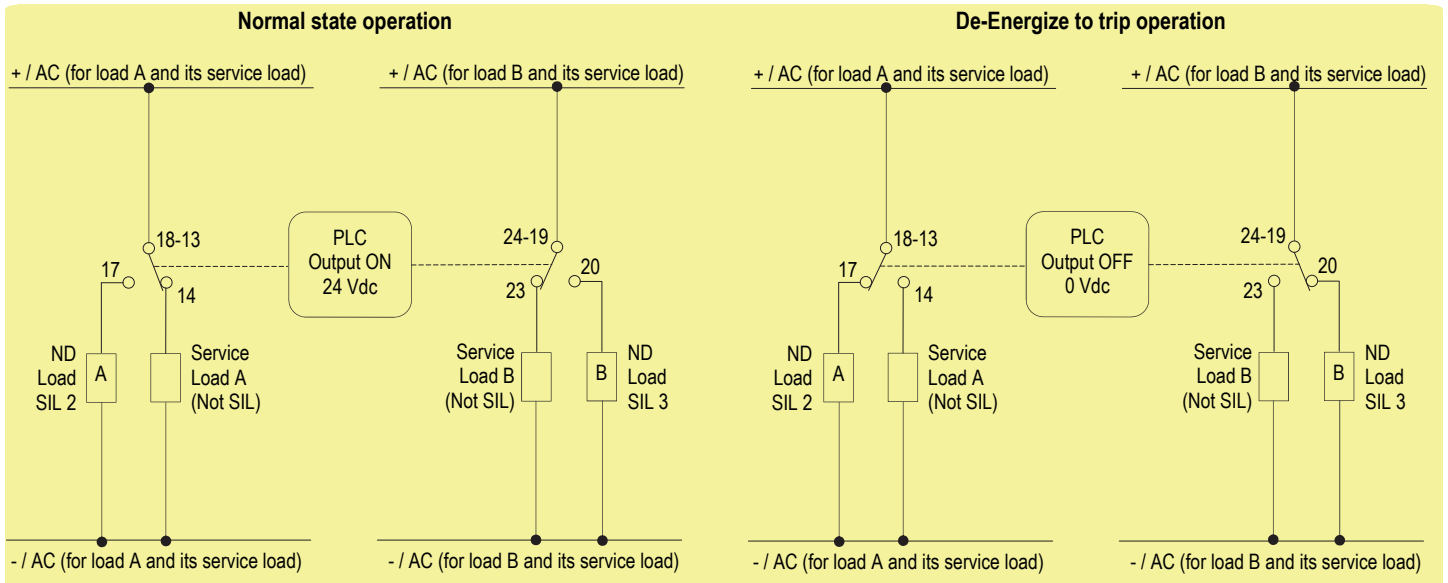 Normal state operation
+ / AC (for load A and its service load)
+ / AC (for load B and its service load)
18-13
17
14
PLC
Output ON
24 Vdc
24-19
23
20
ND
Load
SIL 2
A
Service
Load A
(Not SIL)
Service
Load B
(Not SIL)
B
ND
Load
SIL 3
- / AC (for load A and its service load)
- / AC (for load B and its service load)
De-Energize to trip operation
+ / AC (for load A and its service load)
+ / AC (for load B and its service load)
18-13
17
14
PLC
Output OFF
0 Vdc
24-19
23
20
ND
Load
SIL 2
A
Service
Load A
(Not SIL)
Service
Load B
(Not SIL)
B
ND
Load
SIL 3
- / AC (for load A and its service load)
- / AC (for load B and its service load)